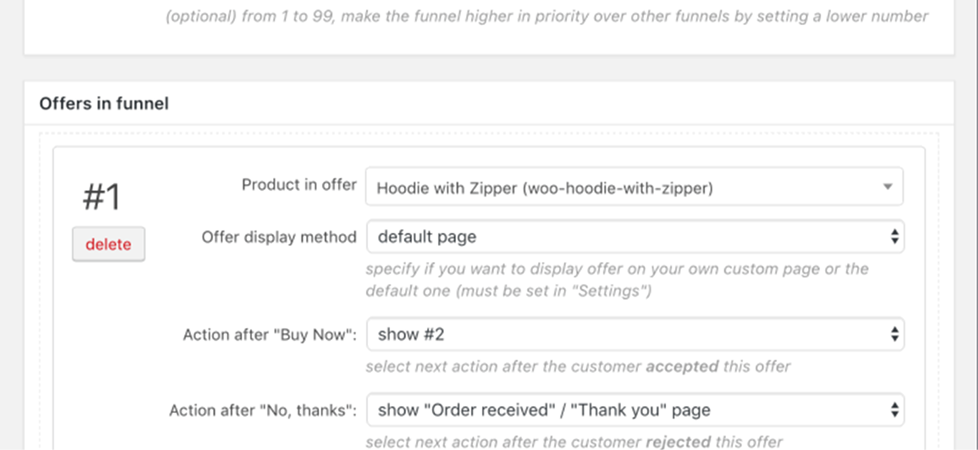 (optional) from 1 to 99, make the funnel higher in priority over other funnels by setting a lower number
Offers in funnel
#1
delete
Product in offer
Hoodie with Zipper (woo-hoodie-with-zipper)
Offer display method
default page
specify if you want to display offer on your own custom page or the
default one (must be set in "Settings")
Action after "Buy Now":
show #2
select next action after the customer accepted this offer
Action after "No, thanks":
show "Order received" / "Thank you" page
select next action after the customer rejected this offer